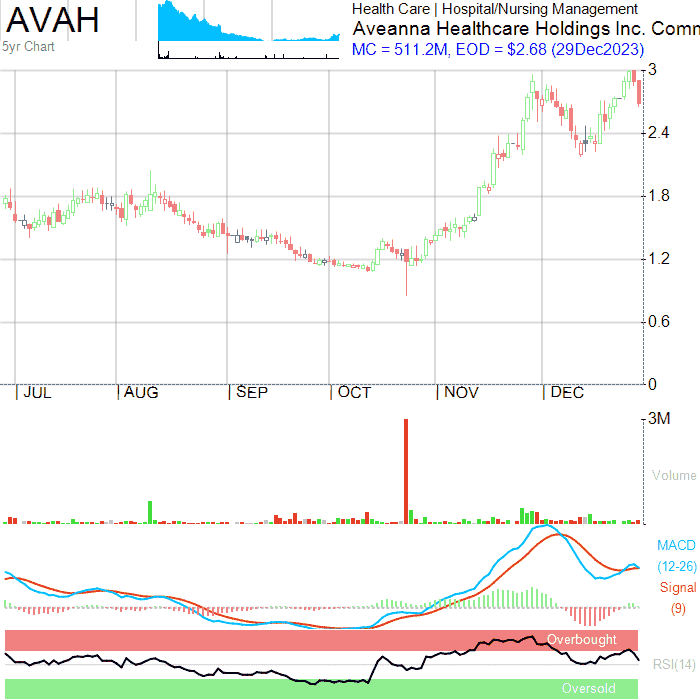 AVAH
5yr Chart
Health Care | Hospital/Nursing Management
Aveanna Healthcare Holdings Inc. Comm
MC = 511.2M, EOD = $2.68 (29Dec2023)
3
2.4
1.8
1.2
0.6
0
JUL AUG SEP OCT NOV DEC
3M
Volume
MACD
(12-26)
Signal
(9)
Overbought
RSI(14)
Oversold